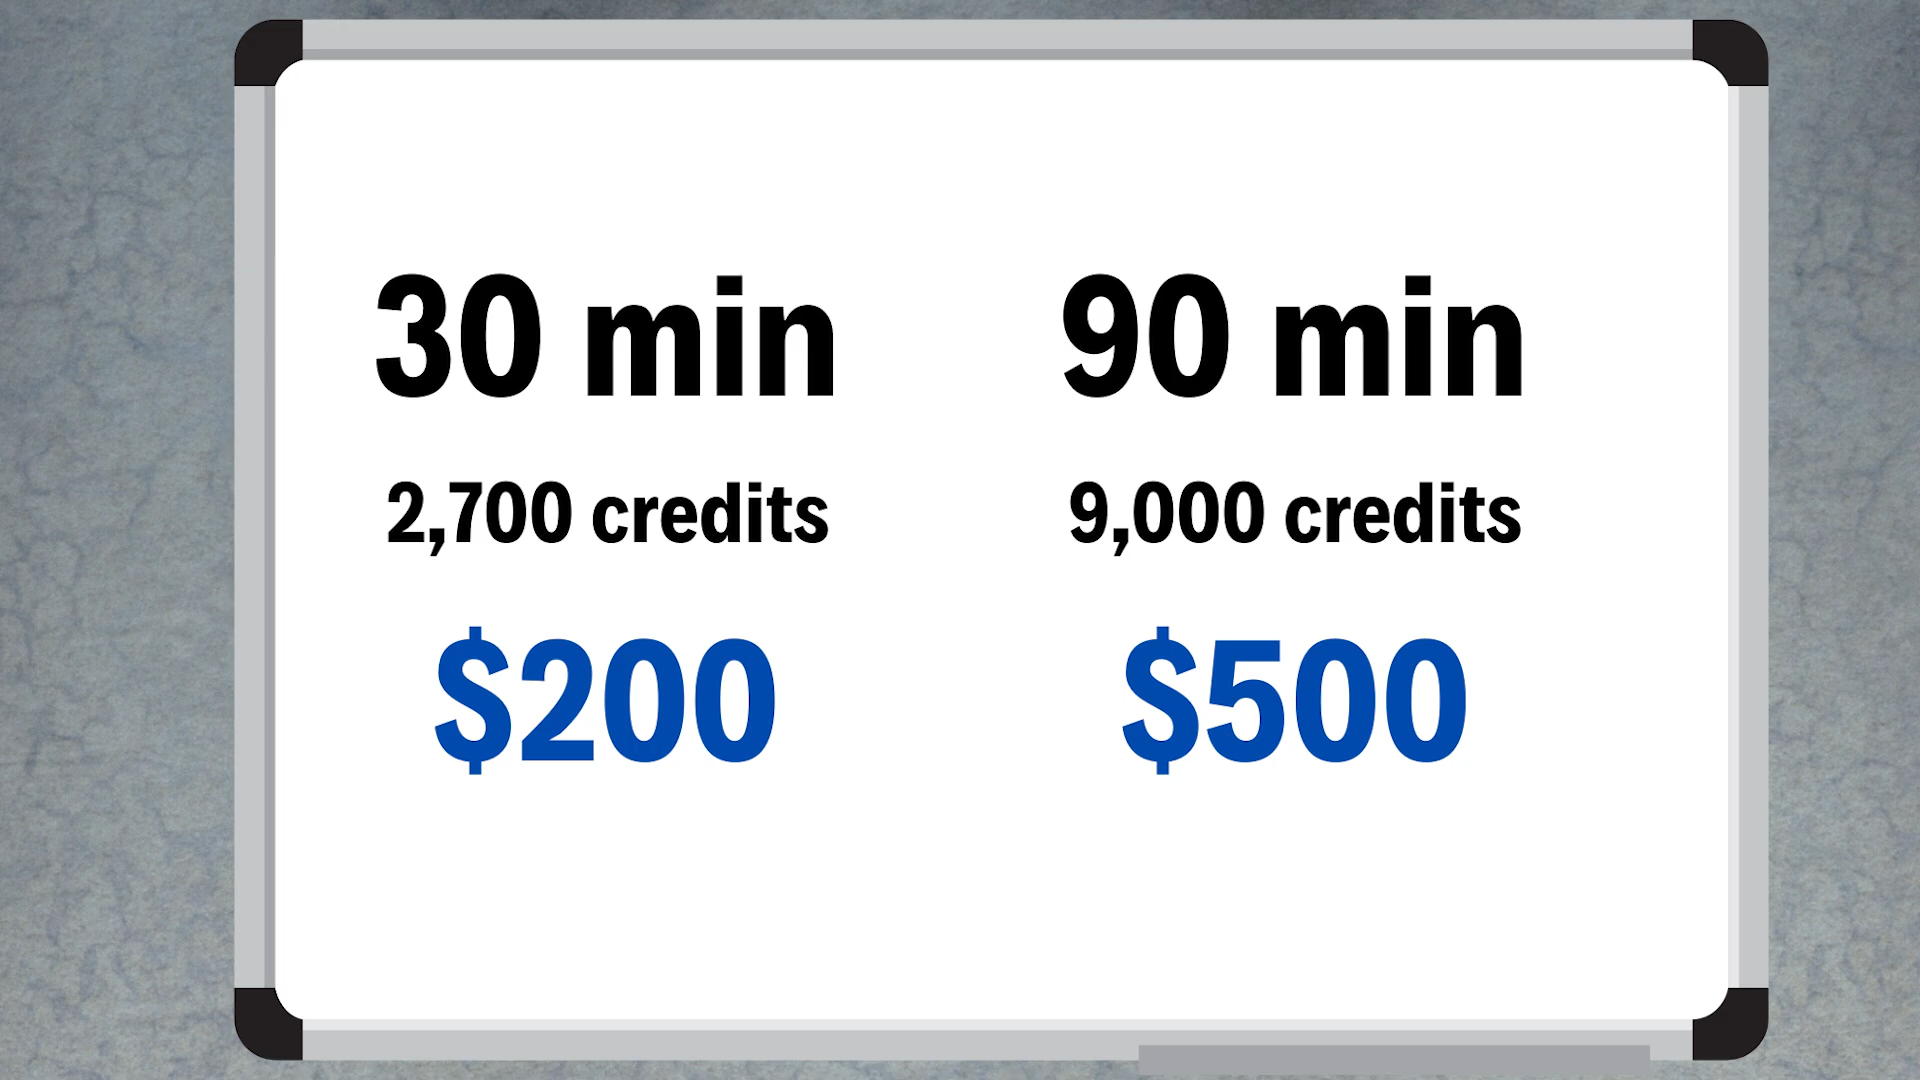 30 min
2,700 credits
$200
90 min
9,000 credits
$500